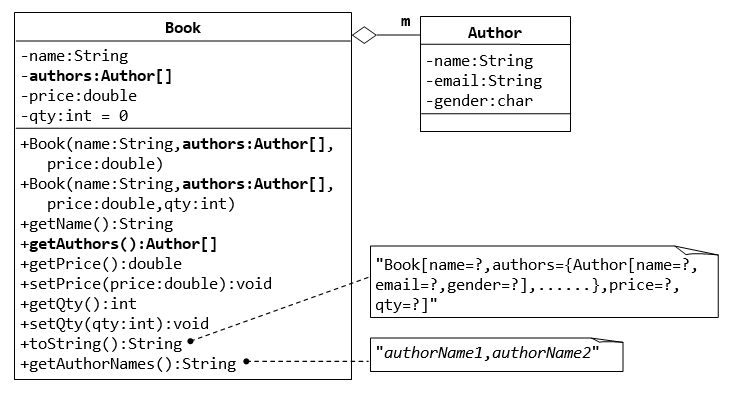 Book
-name:String
-authors:Author[]
-price:double
-qty:int = 0
+Book(name:String,authors:Author[],
price:double)
+Book(name:String,authors:Author[],
price:double,qty:int)
+getName():String
+getAuthors():Author[]
+getPrice():double
+setPrice(price:double):void
+getQty():int
+setQty(qty:int):void
+toString():String
+getAuthorNames():String
m
Author
-name:String
-email:String
-gender:char
"Book[name=?,authors={Author[name=?,
email=?,gender=?],......},price=?,
qty=?]"
"authorName1,authorName2"